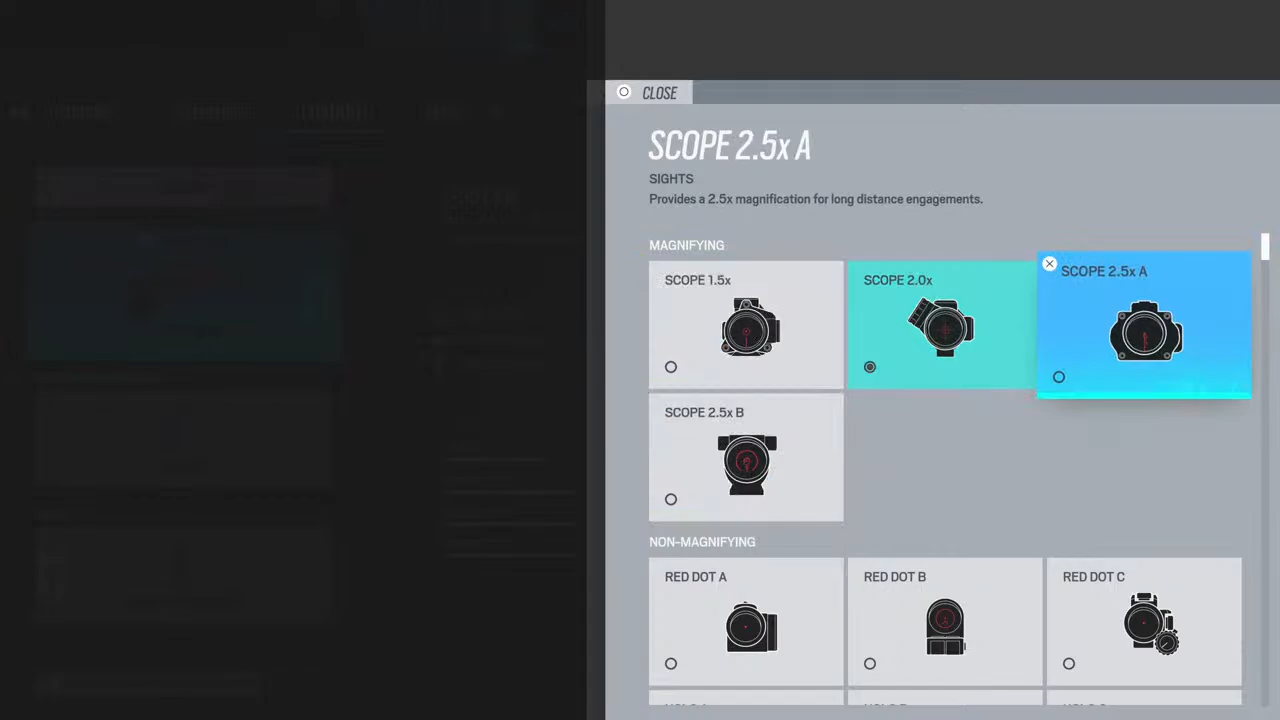 CLOSE
SCOPE 2.5x A
SIGHTS
Provides a 2.5x magnification for long distance engagements.
MAGNIFYING
SCOPE 1.5x
SCOPE 2.0x
SCOPE 2.5x A
SCOPE 2.5x B
NON-MAGNIFYING
RED DOT A
RED DOT B
RED DOT C